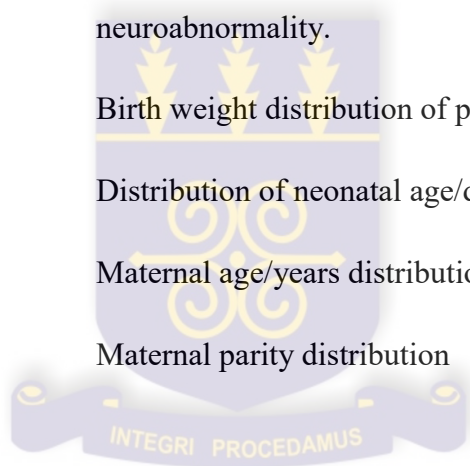 neuroabnormality.
Birth weight distribution of p
Distribution of neonatal age/
Maternal age/years distributio
Maternal parity distribution
INTEGRI PROCEDAMUS